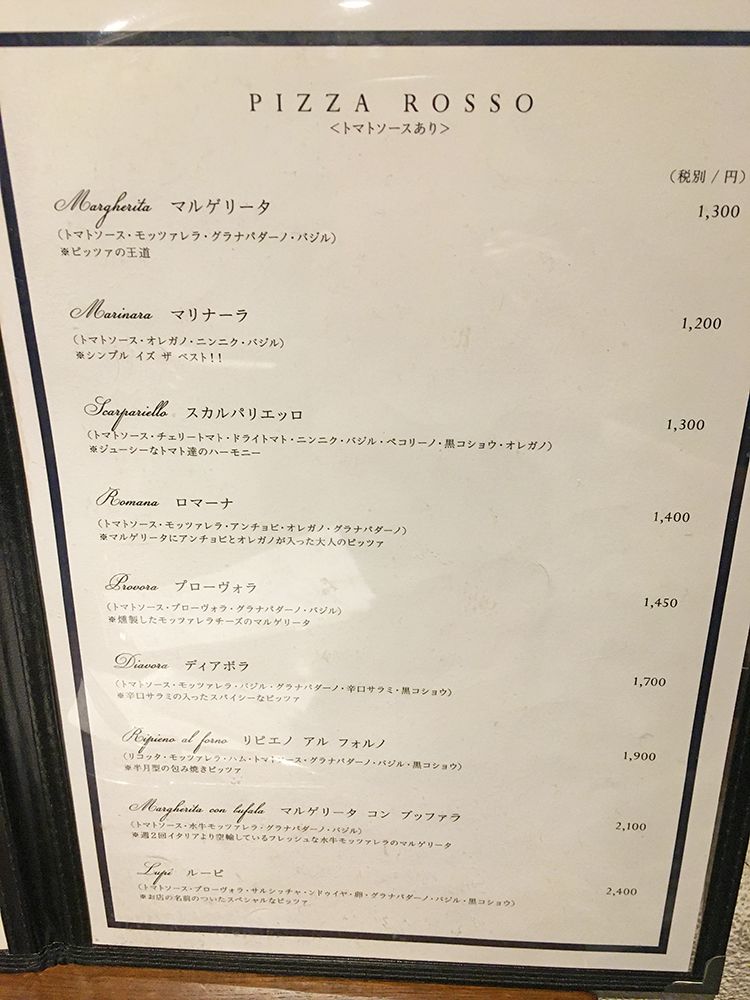 PIZZA ROSSO
＜トマトソースあり＞
（税別 / 円）
Margherita マルゲリータ 1,300
（トマトソース・モッツァレラ・グラナパダーノ・バジル）
※ピッツァの王道
Marinara マリナーラ 1,200
（トマトソース・オレガノ・ニンニク・バジル）
※シンプル イズ ザ ベスト！！
Scarpariello スカルパリエッロ 1,300
（トマトソース・チェリートマト・ドライトマト・ニンニク・バジル・ペコリーノ・黒コショウ・オレガノ）
※ジューシーなトマト達のハーモニー
Romana ロマーナ 1,400
（トマトソース・モッツァレラ・アンチョビ・オレガノ・グラナパダーノ）
※マルゲリータにアンチョビとオレガノが入った大人のピッツァ
Provora プローヴォラ 1,450
（トマトソース・プローヴォラ・グラナパダーノ・バジル）
※燻製したモッツァレラチーズのマルゲリータ
Diavora ディアボラ 1,700
（トマトソース・モッツァレラ・バジル・グラナパダーノ・辛口サラミ・黒コショウ）
※辛口サラミの入ったスパイシーなピッツァ
Ripieno al forno リピエノ アル フォルノ 1,900
（リコッタ・モッツァレラ・ハム・トマトソース・グラナパダーノ・バジル・黒コショウ）
※半月型の包み焼きピッツァ
Margherita con bufala マルゲリータ コン ブッファラ 2,100
（トマトソース・水牛モッツァレラ・グラナパダーノ・バジル）
※週２回イタリアより空輸しているフレッシュな水牛モッツァレラのマルゲリータ
Lupi ルーピ 2,400
（トマトソース・プローヴォラ・サルシッチャ・ンドゥイヤ・卵・グラナパダーノ・バジル・黒コショウ）
※お店の名前のついたスペシャルなピッツァ